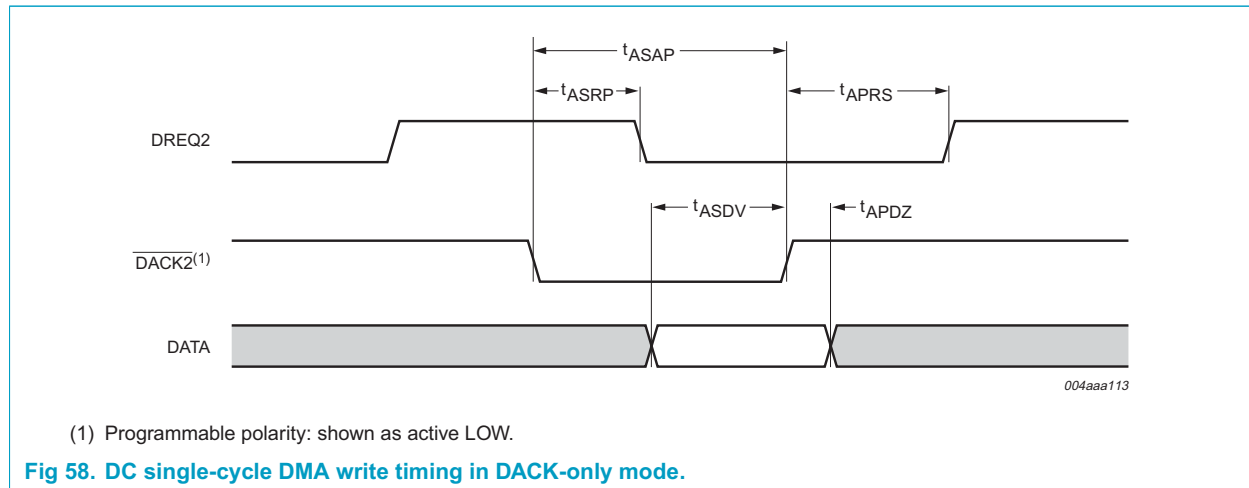 tASAP
tASRP
tAPRS
DREQ2
tASDV
tAPDZ
DACK2(1)
DATA
004aaa113
(1) Programmable polarity: shown as active LOW.
Fig 58. DC single-cycle DMA write timing in DACK-only mode.